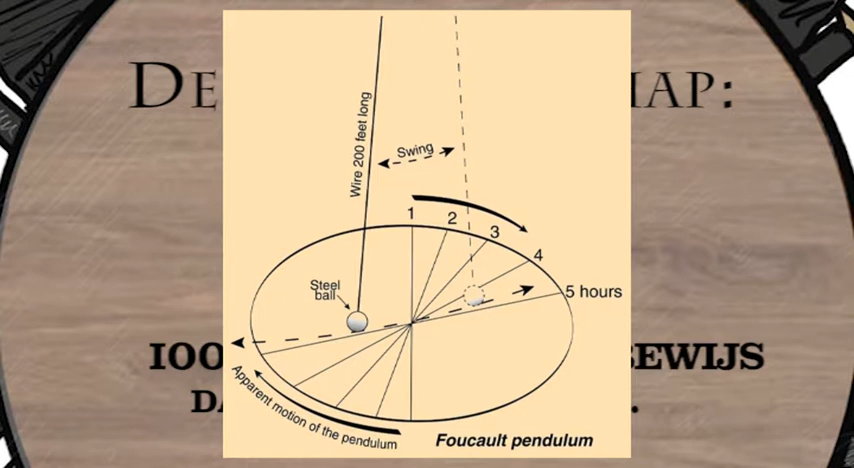 DE
MAP:
Wire 200 feet long
Swing
1
2
3
4
5 hours
Steel
ball
100
BEWIJS
Apparent motion of the pendulum
Foucault pendulum